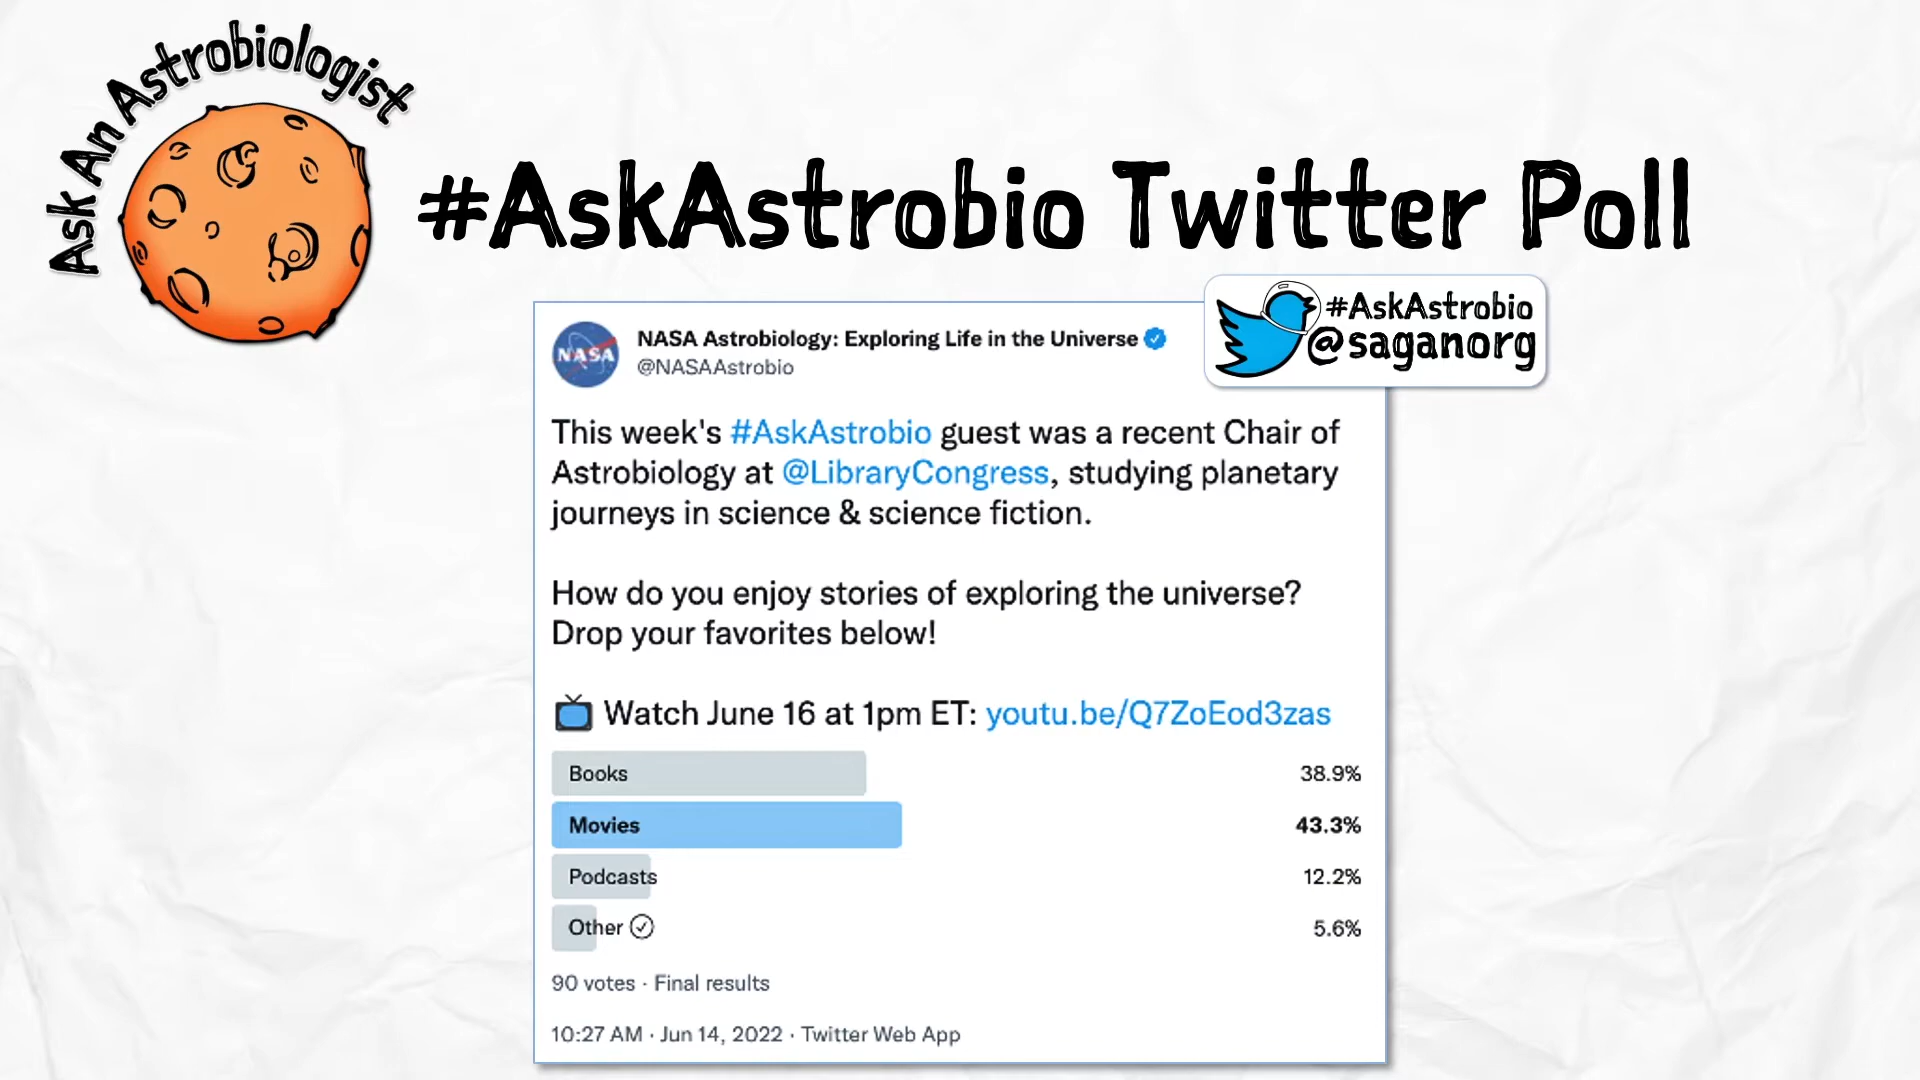 Ask An Astrobiologist
#AskAstrobio Twitter Poll
#AskAstrobio
@saganorg
NASA
NASA Astrobiology: Exploring Life in the Universe
@NASAAstrobio
This week's #AskAstrobio guest was a recent Chair of
Astrobiology at @LibraryCongress, studying planetary
journeys in science & science fiction.
How do you enjoy stories of exploring the universe?
Drop your favorites below!
Watch June 16 at 1pm ET: youtu.be/Q7ZoEod3zas
Books 38.9%
Movies 43.3%
Podcasts 12.2%
Other 5.6%
90 votes · Final results
10:27 AM · Jun 14, 2022 · Twitter Web App